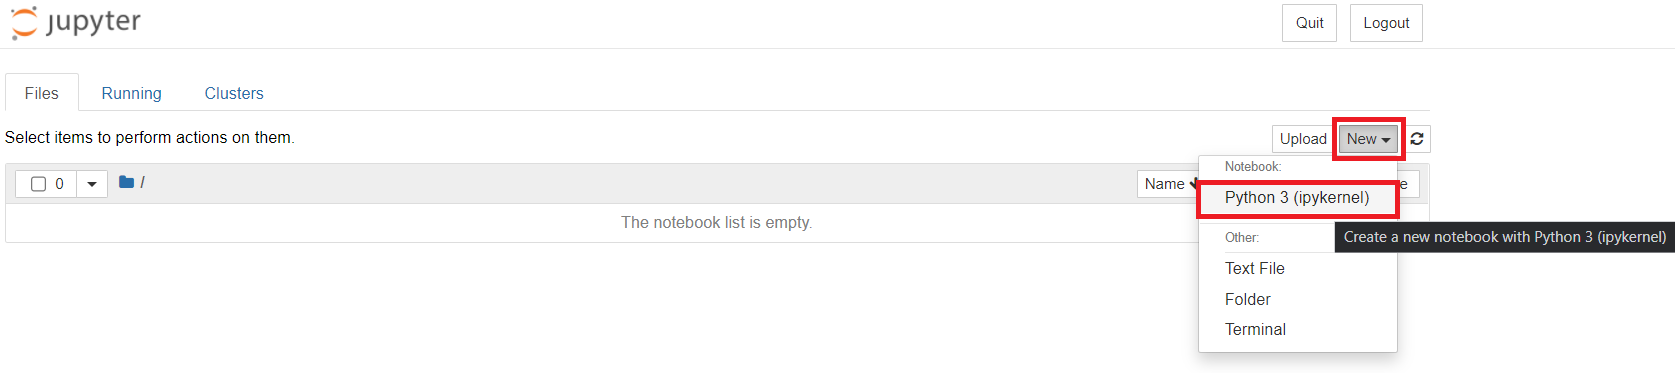 jupyter
Quit
Logout
Files
Running
Clusters
Select items to perform actions on them.
Upload
New
0
/
Name
Notebook:
Python 3 (ipykernel)
The notebook list is empty.
Other:
Create a new notebook with Python 3 (ipykernel)
Text File
Folder
Terminal